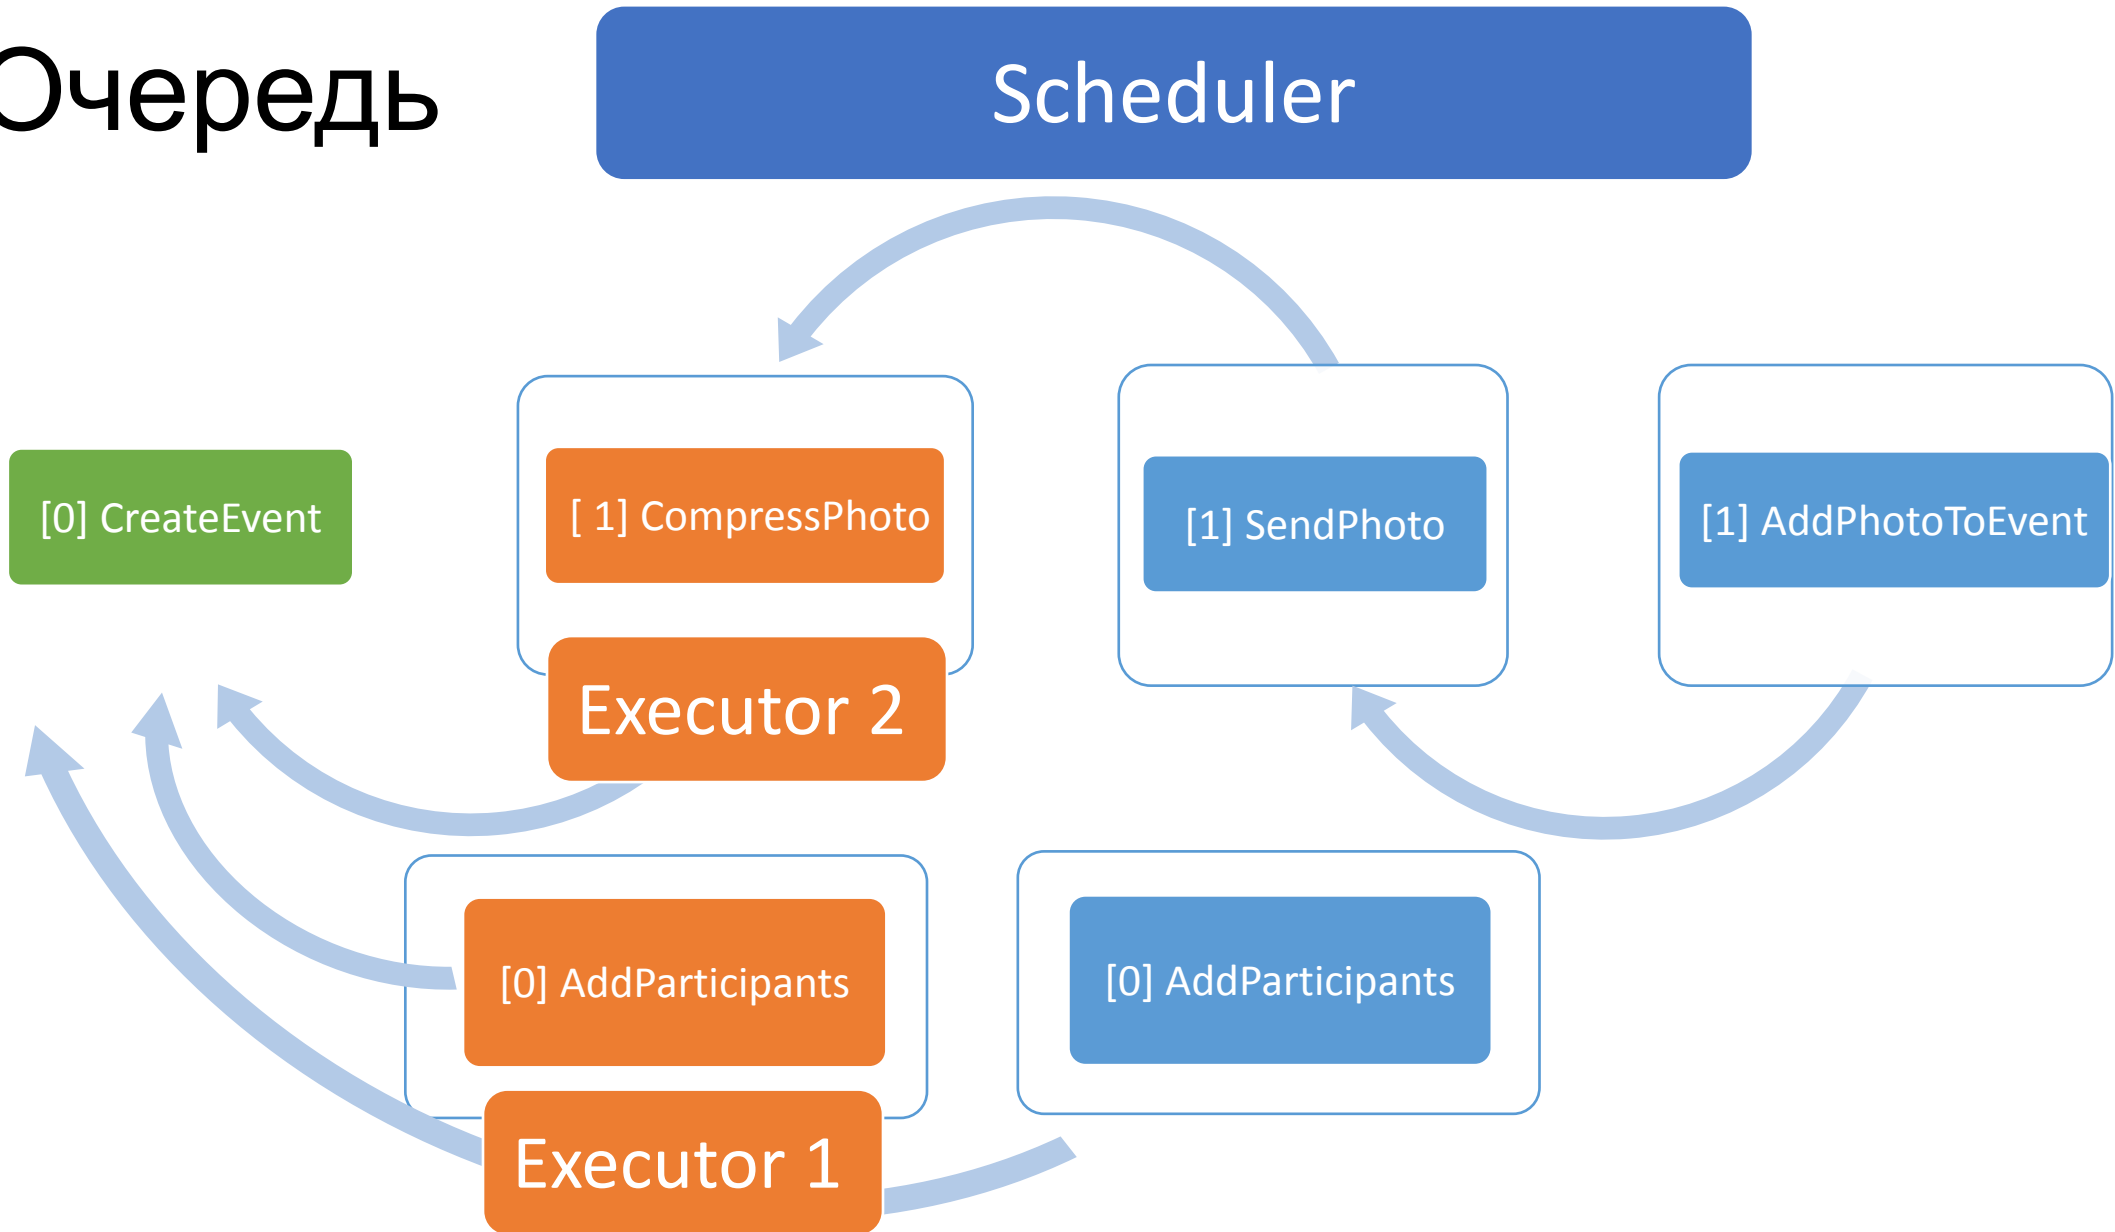 Очередь
Scheduler
[0] CreateEvent
[ 1] CompressPhoto
[1] SendPhoto
[1] AddPhotoToEvent
Executor 2
[0] AddParticipants
[0] AddParticipants
Executor 1